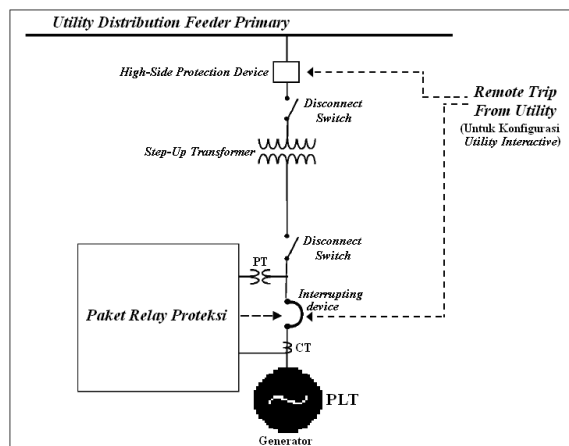 Utility Distribution Feeder Primary
High-Side Protection Device
Disconnect
Switch
Remote Trip
From Utility
(Untuk Konfigurasi
Utility Interactive)
Step-Up Transformer
Disconnect
Switch
PT
Interrupting
device
Paket Relay Proteksi
CT
PLT
Generator